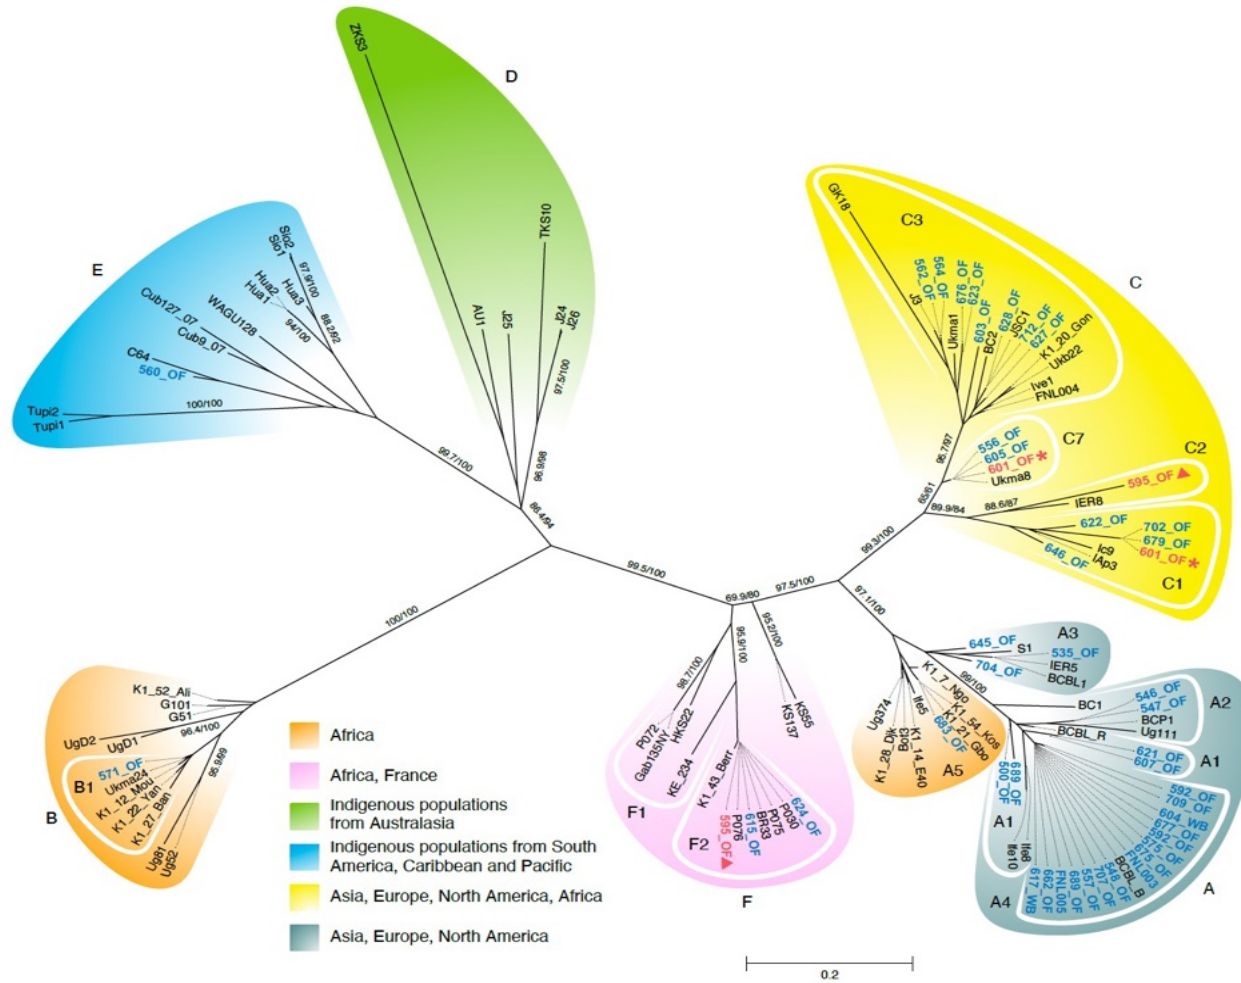 ZKS3
D
TKS10
AU1
J25
J24
J26
97.5/100
96.9/98
86.4/94
E
Sio2
Sio1
97.9/100
Hua2
Hua1
Hua3
94/100
88.2/92
Cub127_07
WAGU128
Cub9_07
C64
560_OF
Tupi2
Tupi1
100/100
99.7/100
GK18
C3
C
562_OF
564_OF
676_OF
623_OF
J3
Ukma1
603_OF
BC2
628_OF
JSC1
712_OF
627_OF
K1_20_Gon
Ukb22
Ive1
FNL004
95.7/97
C7
556_OF
605_OF
601_OF*
Ukma8
65/61
C2
595_OF▲
IER8
88.6/87
89.9/84
622_OF
702_OF
679_OF
601_OF*
Ic9
IAp3
646_OF
C1
99.3/100
97.5/100
97.1/100
99.5/100
69.9/80
95.2/100
95.9/100
98.7/100
100/100
K1_52_Ali
G101
G51
UgD2
UgD1
96.4/100
95.9/99
B1
571_OF
Ukma24
K1_12_Mou
K1_22_Yan
K1_27_Ban
B
Ug81
Ug52
Africa
Africa, France
Indigenous populations
from Australasia
Indigenous populations from South
America, Caribbean and Pacific
Asia, Europe, North America, Africa
Asia, Europe, North America
P072
Gab135NY
HKS22
KE_234
F1
K1_43_Berr
595_OF▲
P076
615_OF
BR33
P075
P030
624_OF
F2
F
KS55
KS137
Ug374
K1_28_Djk
Bot3
Ife5
K1_14_E40
K1_7_Ngo
683_OF
K1_21_Gbo
K1_54_Kos
A5
99/100
645_OF
A3
S1
535_OF
IER5
BCBL1
704_OF
BC1
546_OF
547_OF
BCP1
Ug111
A2
BCBL_R
621_OF
607_OF
A1
500_OF
689_OF
A1
Ife10
Ife8
592_OF
709_OF
604_WB
677_OF
592_OF
575_OF
675_OF
FNL003
BCBL_B
548_OF
707_OF
557_OF
689_OF
FNL005
662_OF
617_WB
A4
A
0.2